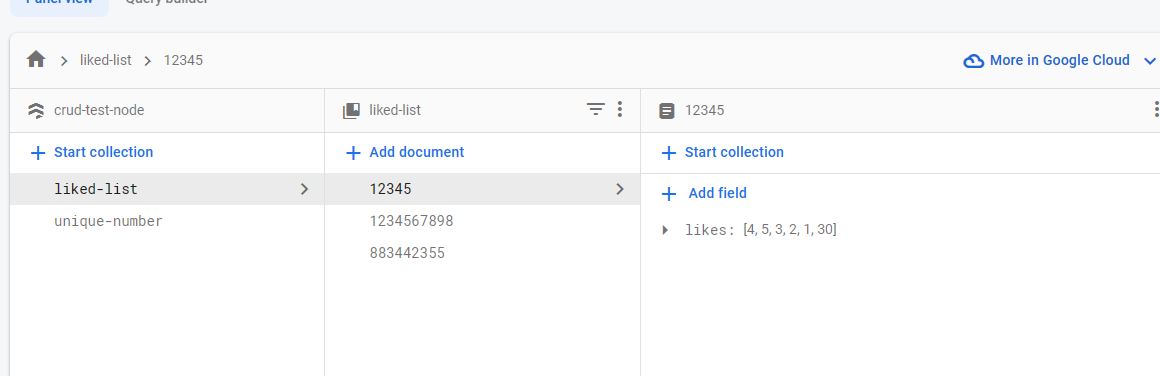 Panel view Query builder
liked-list 12345
More in Google Cloud
crud-test-node
liked-list
12345
Start collection
Add document
Start collection
liked-list
12345
Add field
unique-number
1234567898
likes: [4, 5, 3, 2, 1, 30]
883442355